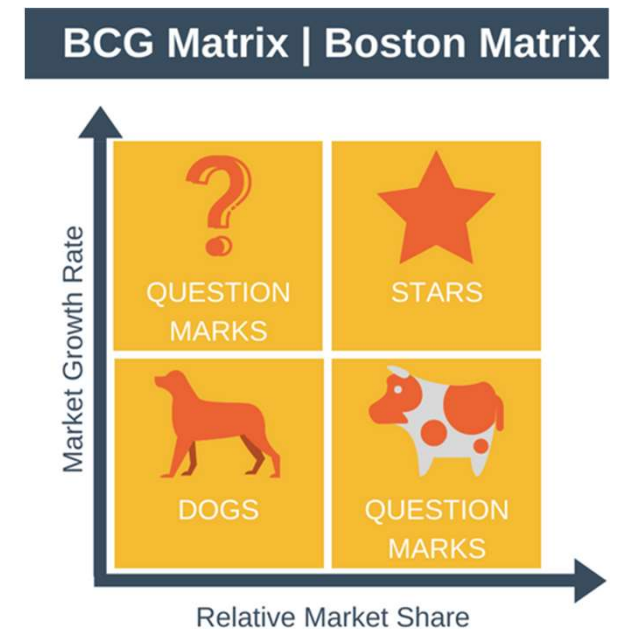 BCG Matrix | Boston Matrix
Market Growth Rate
QUESTION
MARKS
STARS
DOGS
QUESTION
MARKS
Relative Market Share